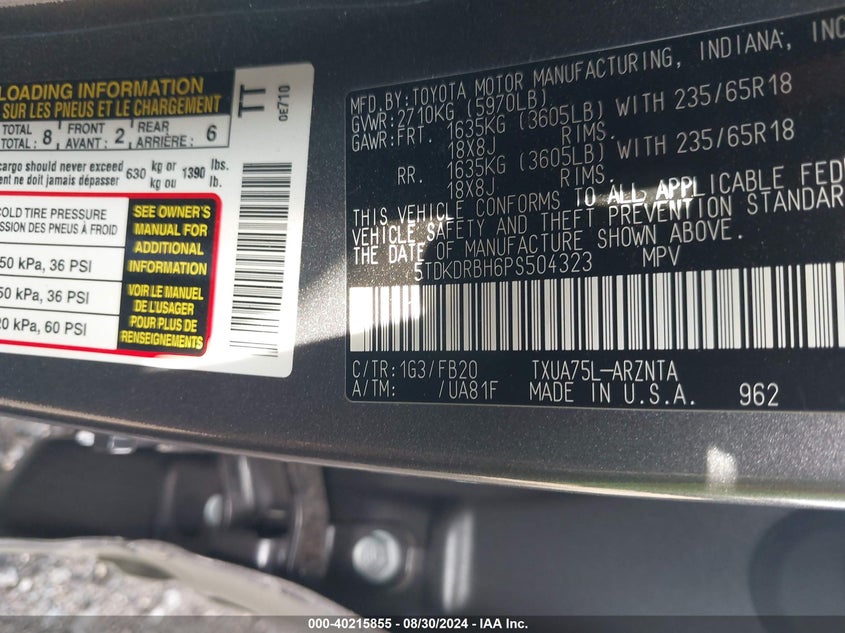 LOADING INFORMATION
SUR LES PNEUS ET LE CHARGEMENT
TOTAL TOTAL : 8 FRONT AVANT : 2 REAR ARRIÈRE : 6
cargo should never exceed 630 kg or 1390 lbs.
ent ne doit jamais dépasser kg ou lb.
COLD TIRE PRESSURE
SSION DES PNEUS À FROID
50 kPa, 36 PSI
50 kPa, 36 PSI
20 kPa, 60 PSI
SEE OWNER'S
MANUAL FOR
ADDITIONAL
INFORMATION
VOIR LE MANUEL
DE L'USAGER
POUR PLUS DE
RENSEIGNEMENTS
TT
0E710
MFD.BY:TOYOTA MOTOR MANUFACTURING, INDIANA, INC
GVWR:2710KG (5970LB)
GAWR:FRT. 1635KG (3605LB) WITH 235/65R18
18X8J RIMS.
RR. 1635KG (3605LB) WITH 235/65R18
18X8J RIMS.
THIS VEHICLE CONFORMS TO ALL APPLICABLE FED
VEHICLE SAFETY AND THEFT PREVENTION STANDAR
THE DATE OF MANUFACTURE SHOWN ABOVE.
5TDKDRBH6PS504323 MPV
C/TR:1G3/FB20 TXUA75L-ARZNTA
A/TM: /UA81F MADE IN U.S.A. 962
000-40215855 - 08/30/2024 - IAA Inc.